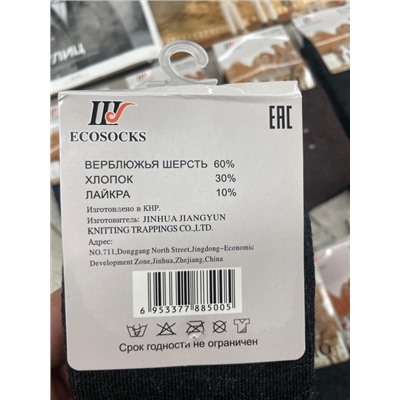 ЛИЦ
ECOSOCKS
EAC
ВЕРБЛЮЖЬЯ ШЕРСТЬ 60%
ХЛОПОК 30%
ЛАЙКРА 10%
Изготовлено в КНР.
Изготовитель: JINHUA JIANGYUN
KNITTING TRAPPINGS CO.,LTD.
Адрес:
NO.711,Donggang North Street,Jingdong-Economic
Development Zone,Jinhua,Zhejiang,China
6 953377 885005
Срок годности не ограничен